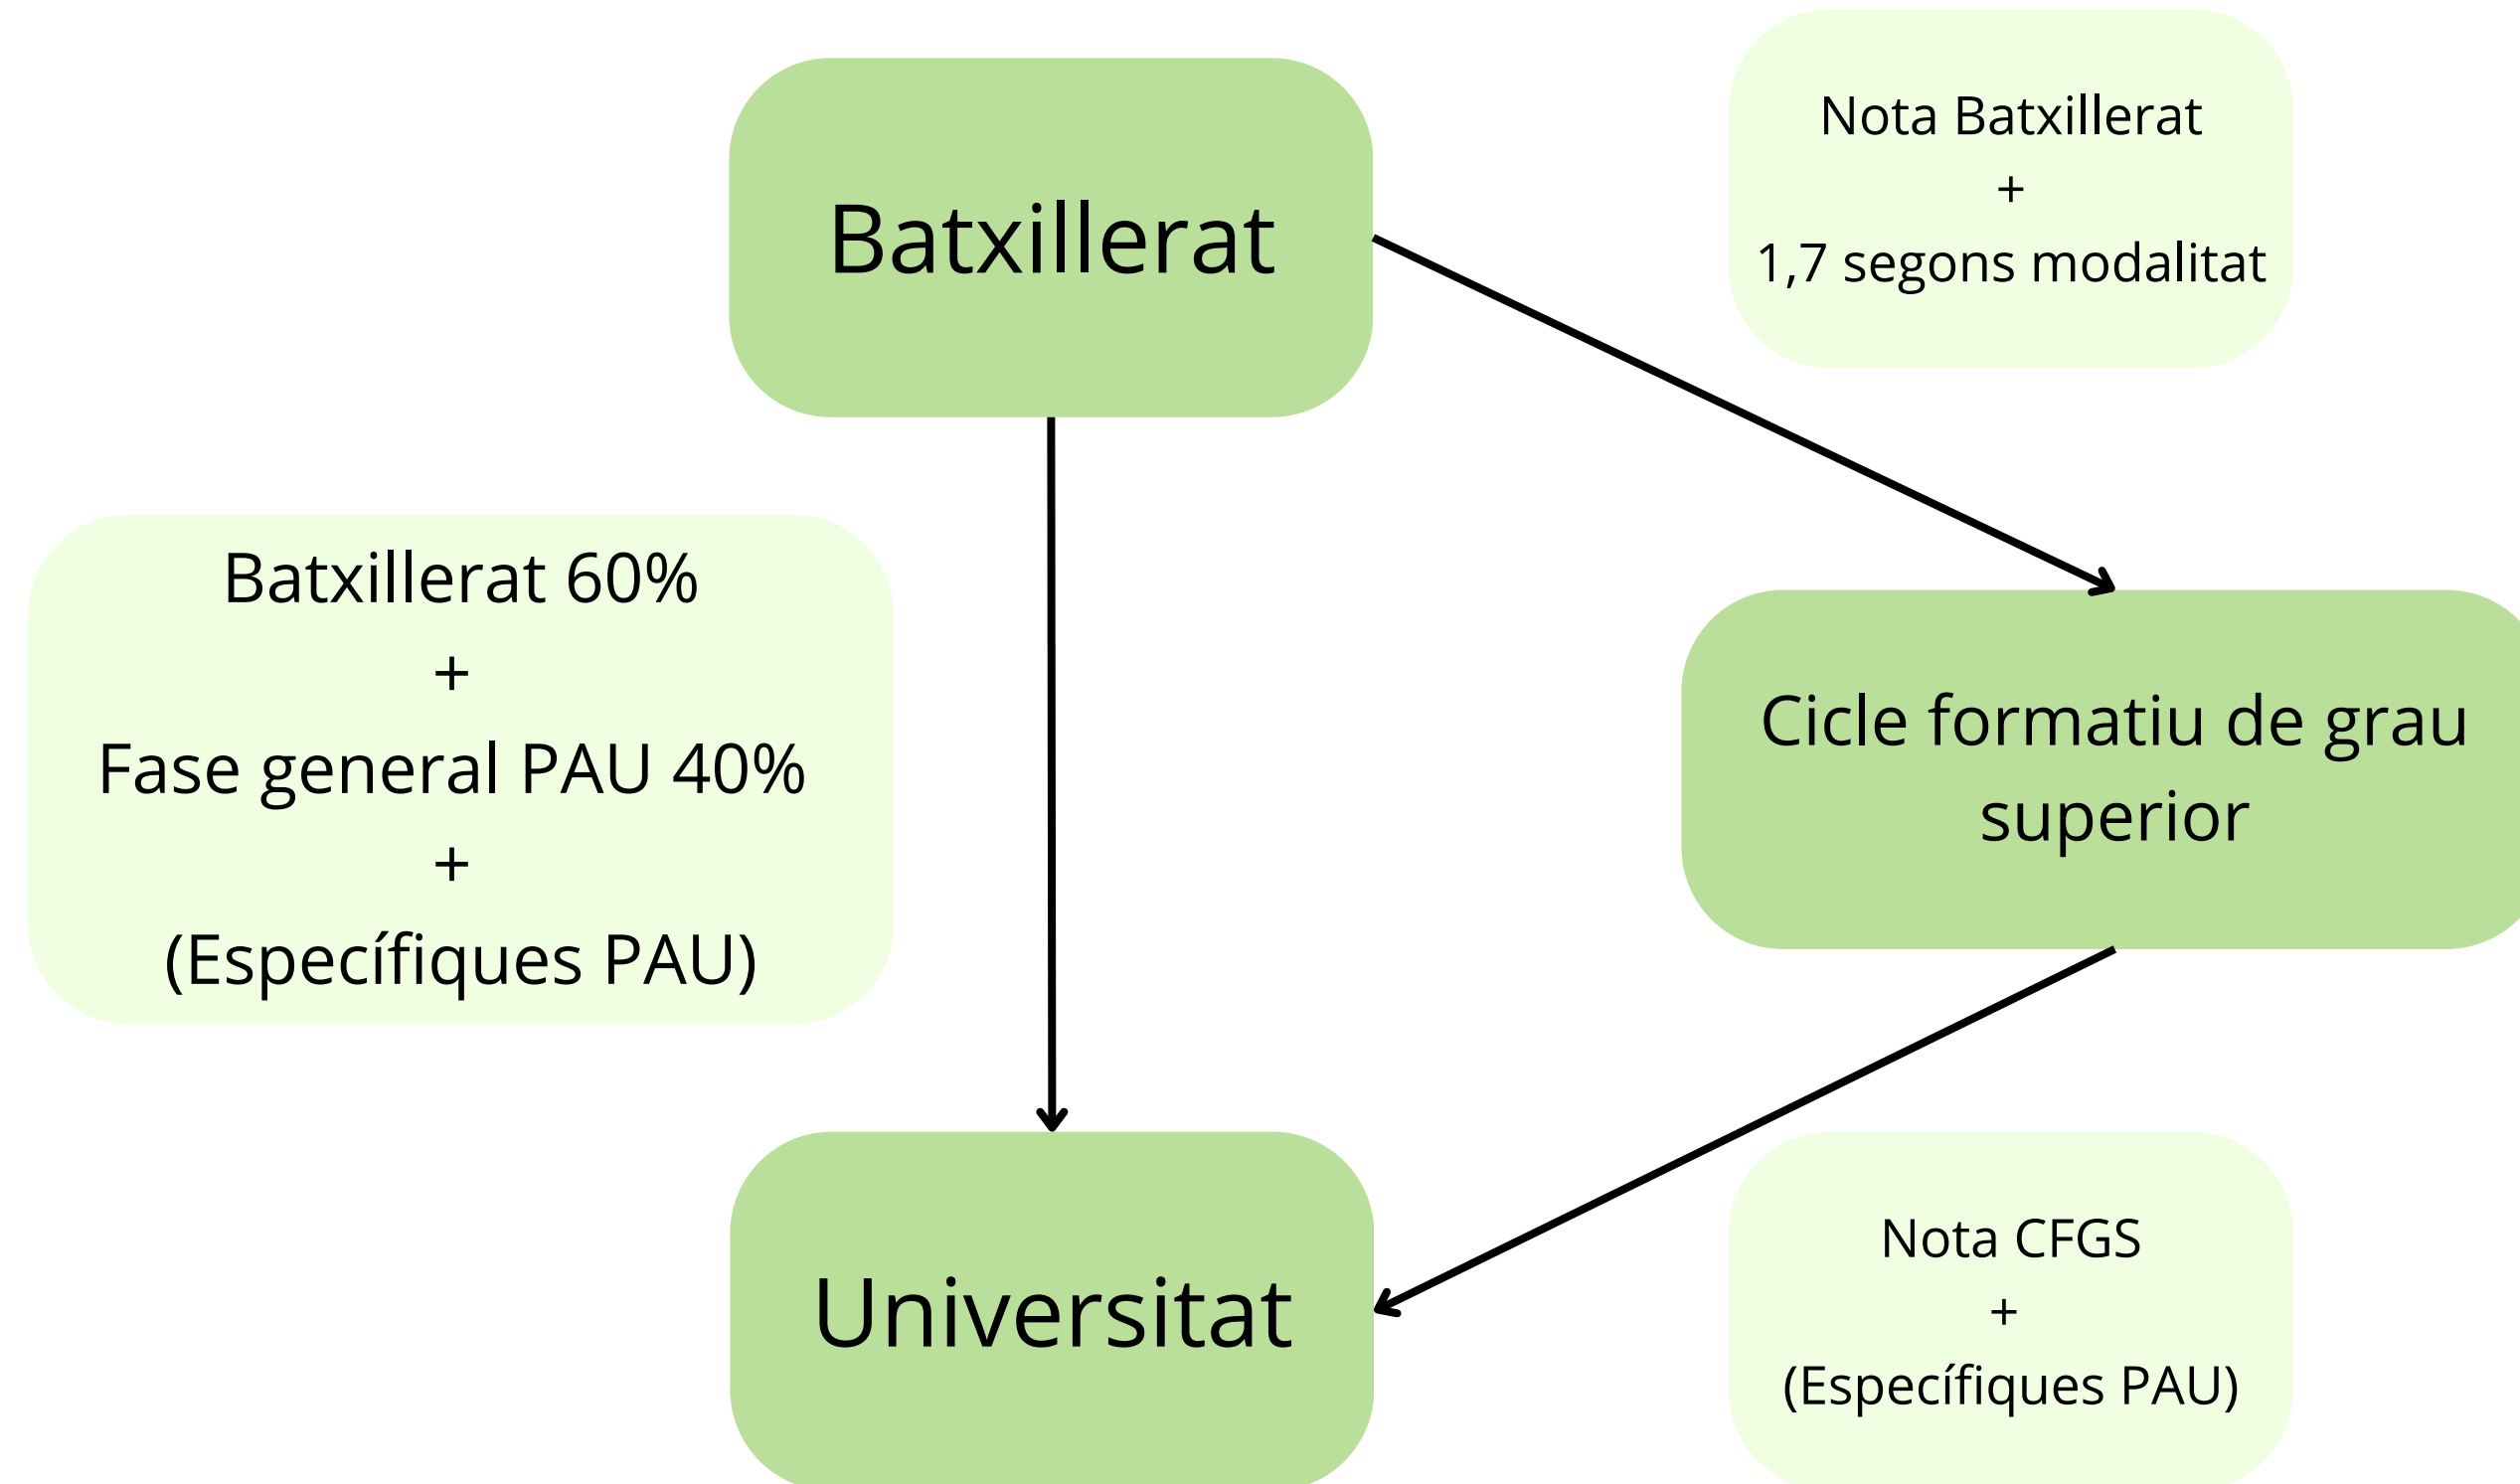 Batxillerat
Nota Batxillerat
+
1,7 segons modalitat
Batxillerat 60%
+
Fase general PAU 40%
+
(Específiques PAU)
Cicle formatiu de grau
superior
Universitat
Nota CFGS
+
(Específiques PAU)